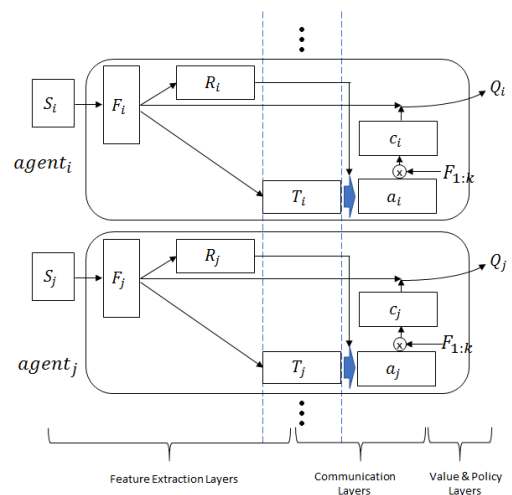 S_i
F_i
R_i
Q_i
c_i
agent_i
x
F_{1:k}
T_i
a_i
S_j
F_j
R_j
Q_j
c_j
agent_j
x
F_{1:k}
T_j
a_j
Feature Extraction Layers
Communication
Layers
Value & Policy
Layers